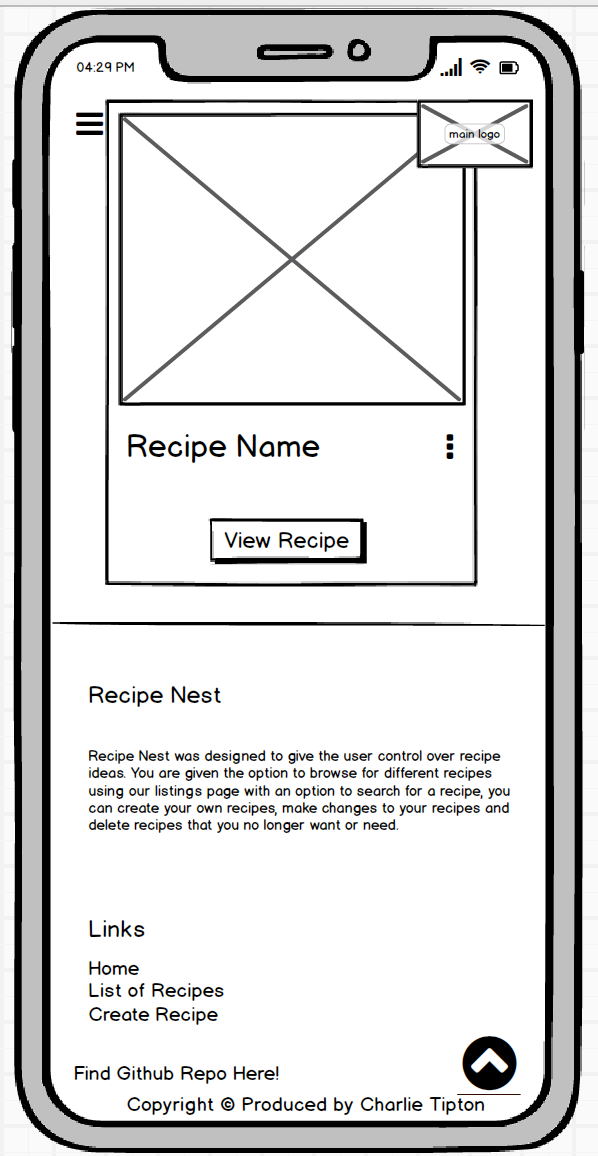 04:29 PM
main logo
Recipe Name
View Recipe
Recipe Nest
Recipe Nest was designed to give the user control over recipe
ideas. You are given the option to browse for different recipes
using our listings page with an option to search for a recipe, you
can create your own recipes, make changes to your recipes and
delete recipes that you no longer want or need.
Links
Home
List of Recipes
Create Recipe
Find Github Repo Here!
Copyright © Produced by Charlie Tipton